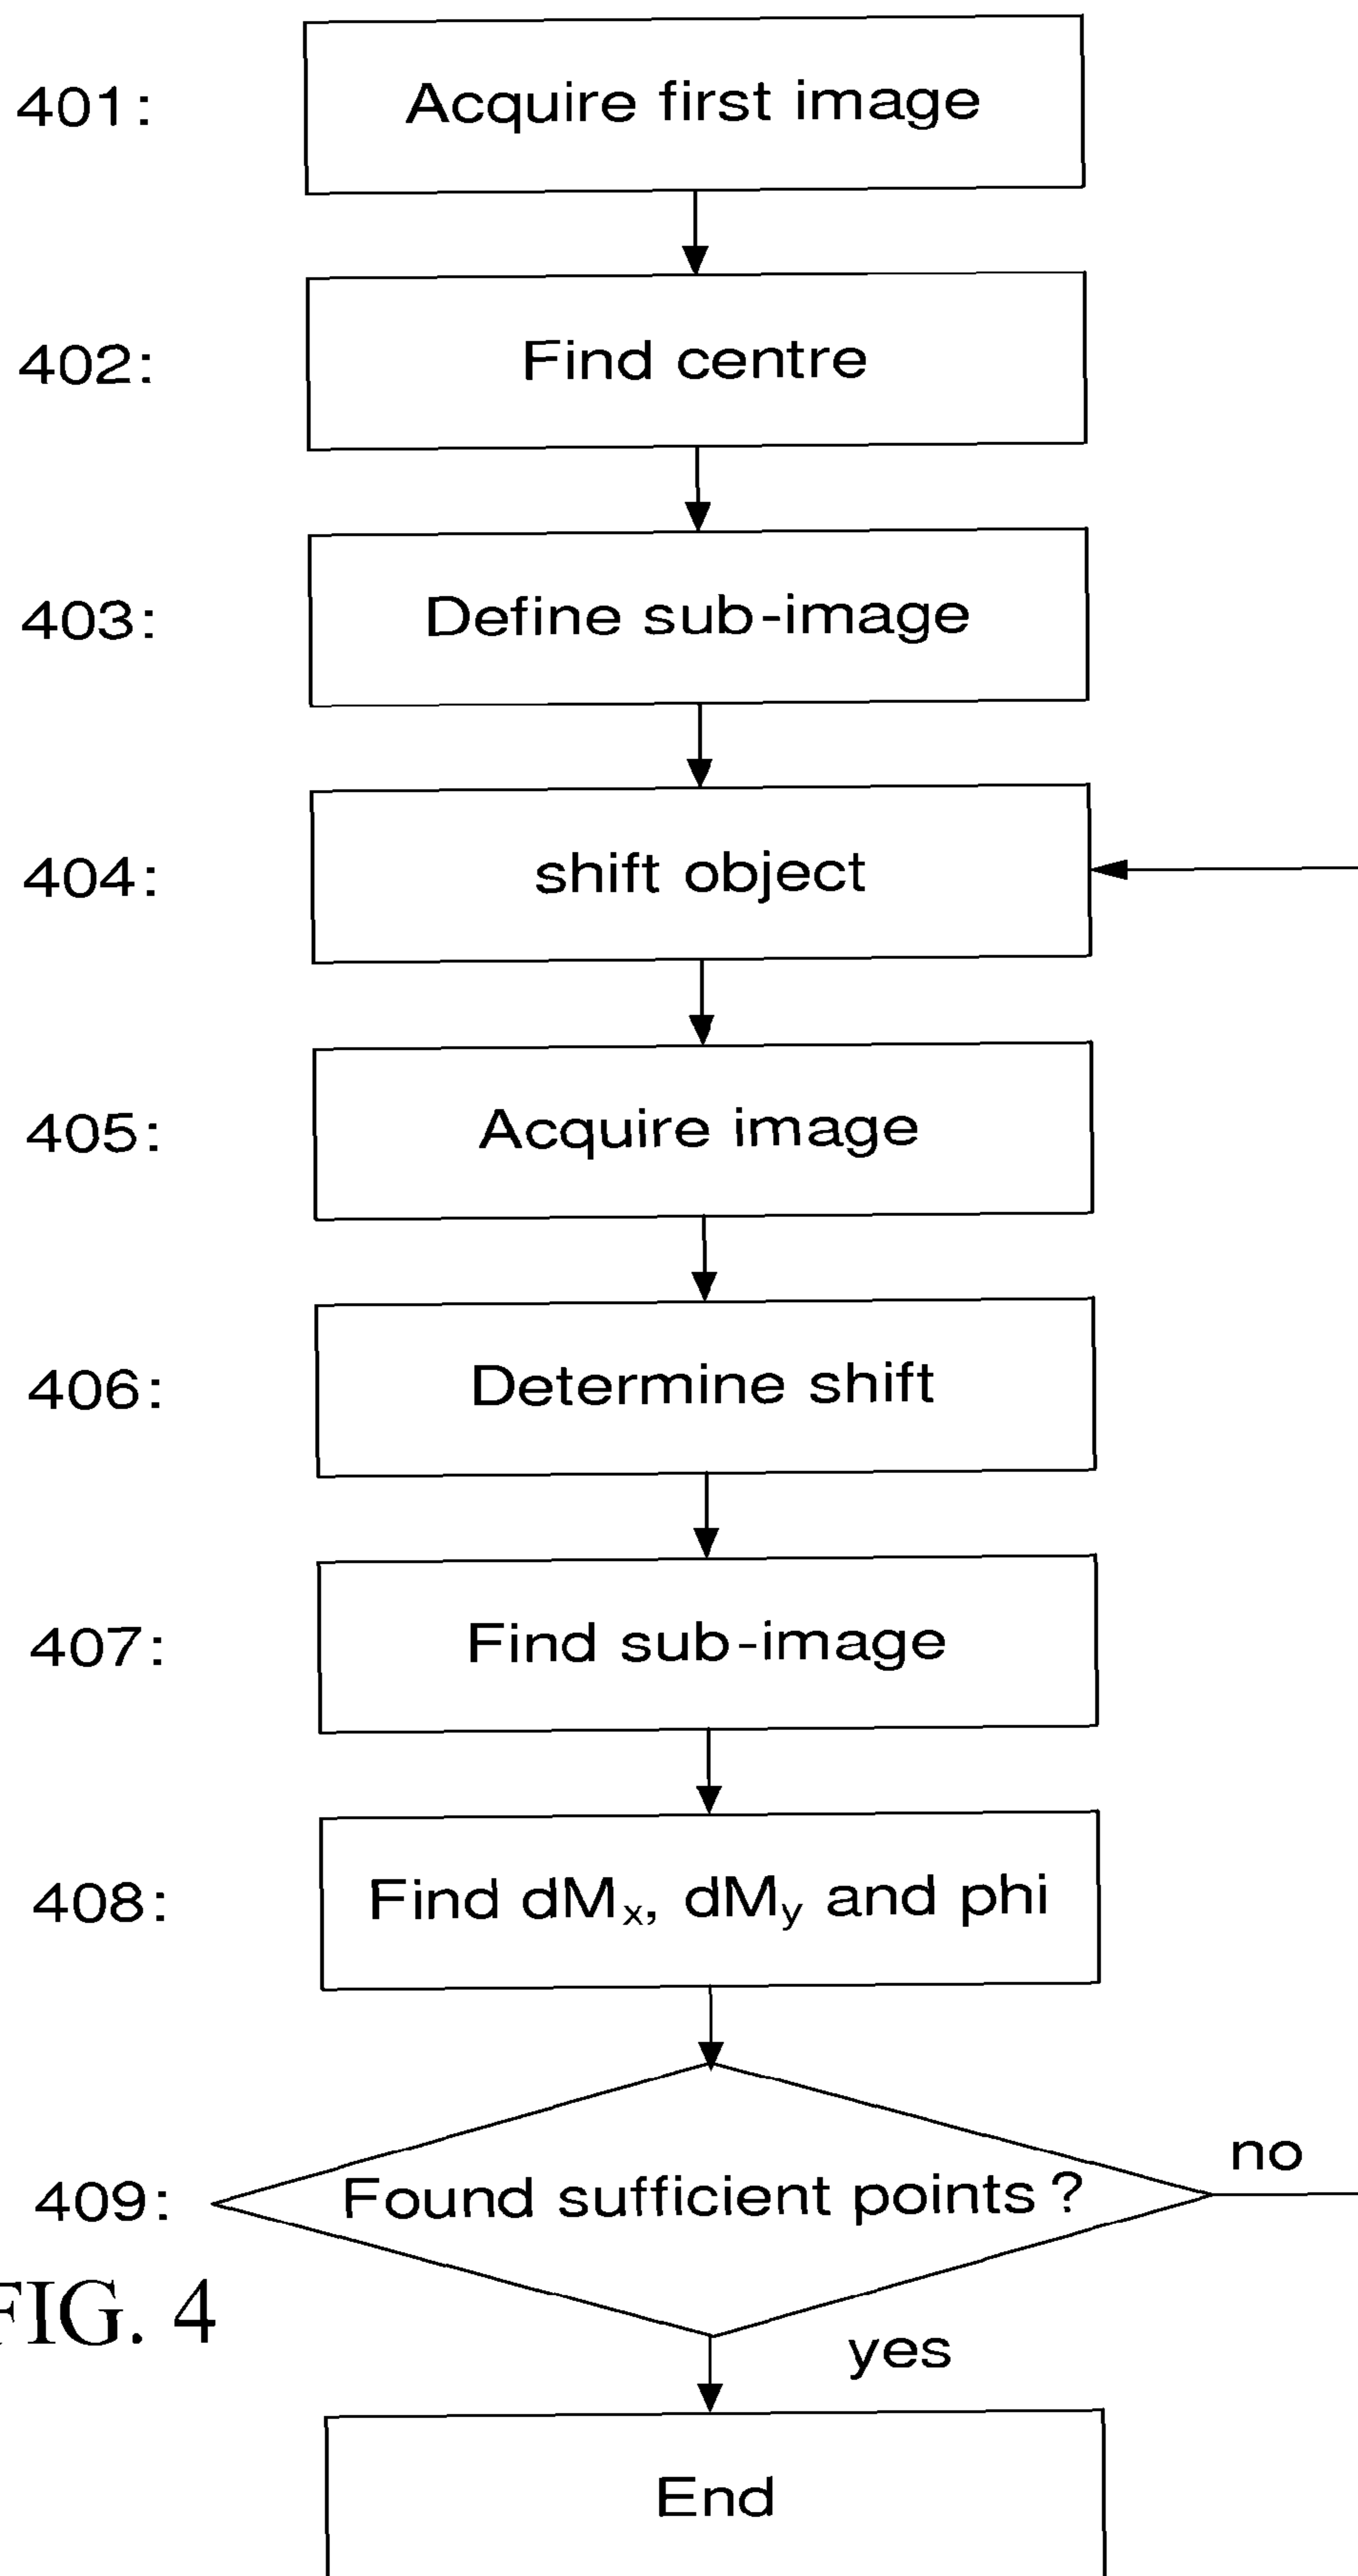 401: Acquire first image
402: Find centre
403: Define sub-image
404: shift object
405: Acquire image
406: Determine shift
407: Find sub-image
408: Find dMx, dMy and phi
409: Found sufficient points ?
no
FIG. 4
yes
End